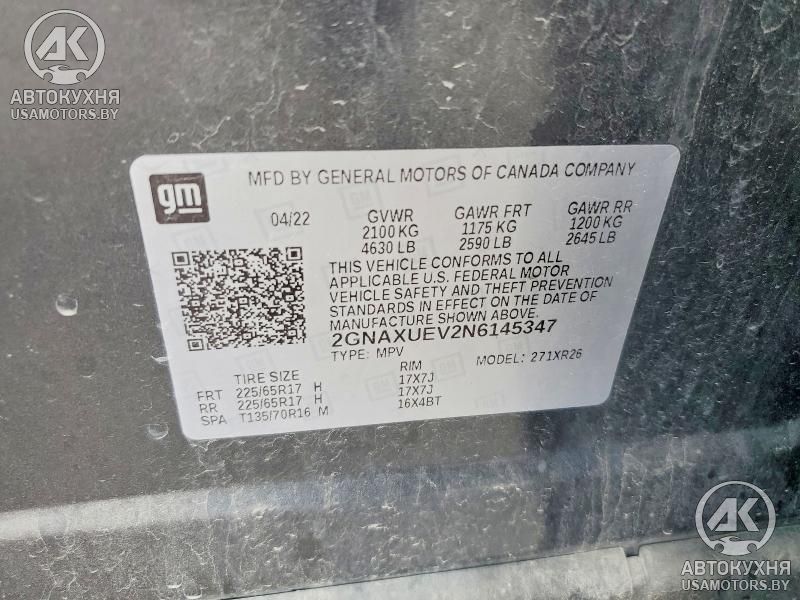 AK
АВТОКУХНЯ
USAMOTORS.BY
gm
MFD BY GENERAL MOTORS OF CANADA COMPANY
04/22 GVWR GAWR FRT GAWR RR
2100 KG 1175 KG 1200 KG
4630 LB 2590 LB 2645 LB
THIS VEHICLE CONFORMS TO ALL
APPLICABLE U.S. FEDERAL MOTOR
VEHICLE SAFETY AND THEFT PREVENTION
STANDARDS IN EFFECT ON THE DATE OF
MANUFACTURE SHOWN ABOVE.
2GNAXUEV2N6145347
TYPE: MPV MODEL: 271XR26
TIRE SIZE RIM
FRT 225/65R17 H 17X7J
RR 225/65R17 H 17X7J
SPA T135/70R16 M 16X4BT
AK
АВТОКУХНЯ
USAMOTORS.BY